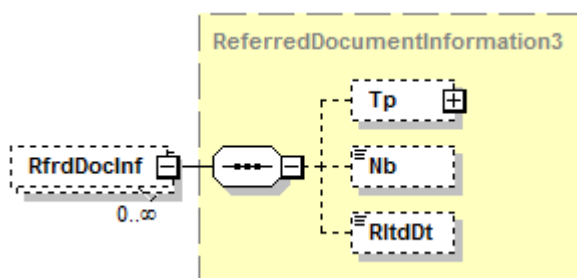 ReferredDocumentInformation3
Tp
RfrdDocInf
Nb
0..∞
RltdDt